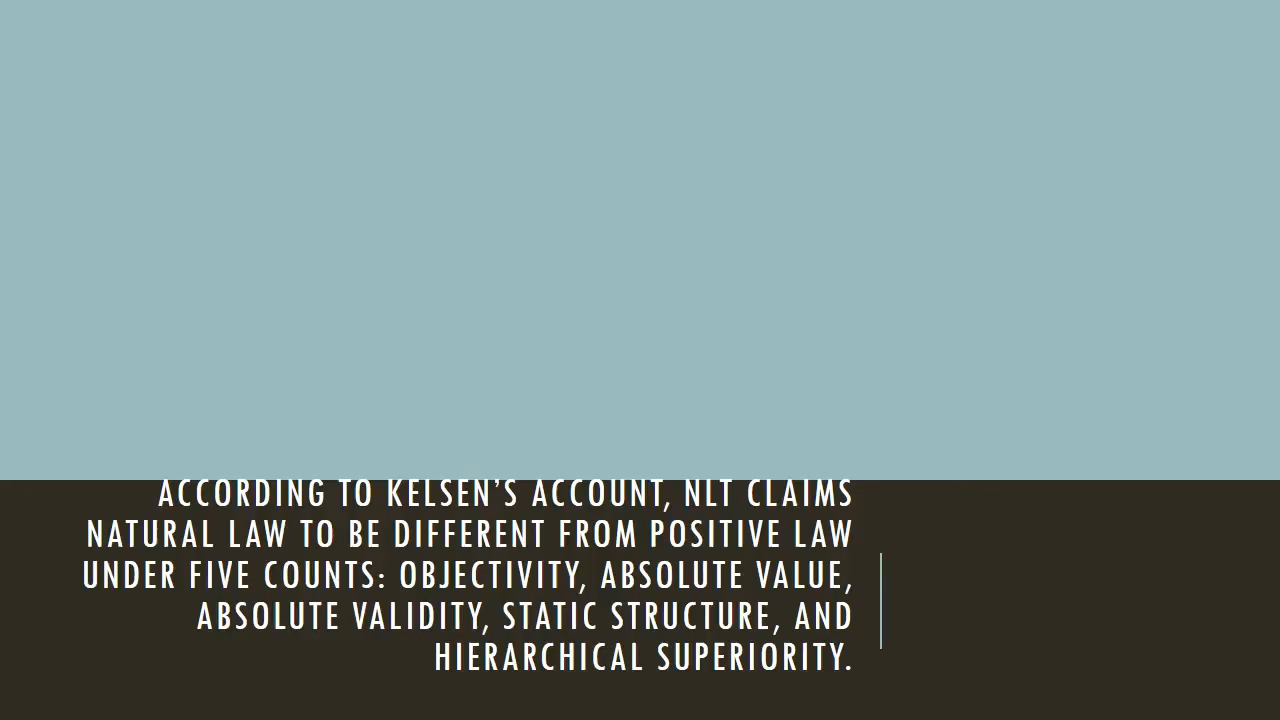 ACCORDING TO KELSEN’S ACCOUNT, NLT CLAIMS
NATURAL LAW TO BE DIFFERENT FROM POSITIVE LAW
UNDER FIVE COUNTS: OBJECTIVITY, ABSOLUTE VALUE,
ABSOLUTE VALIDITY, STATIC STRUCTURE, AND
HIERARCHICAL SUPERIORITY.